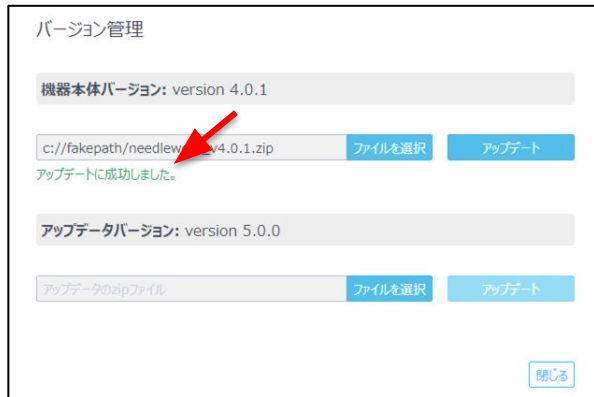 バージョン管理
機器本体バージョン: version 4.0.1
c://fakepath/needlewo v4.0.1.zip ファイルを選択 アップデート
アップデートに成功しました。
アップデータバージョン: version 5.0.0
アップデータのzipファイル ファイルを選択 アップデート
閉じる